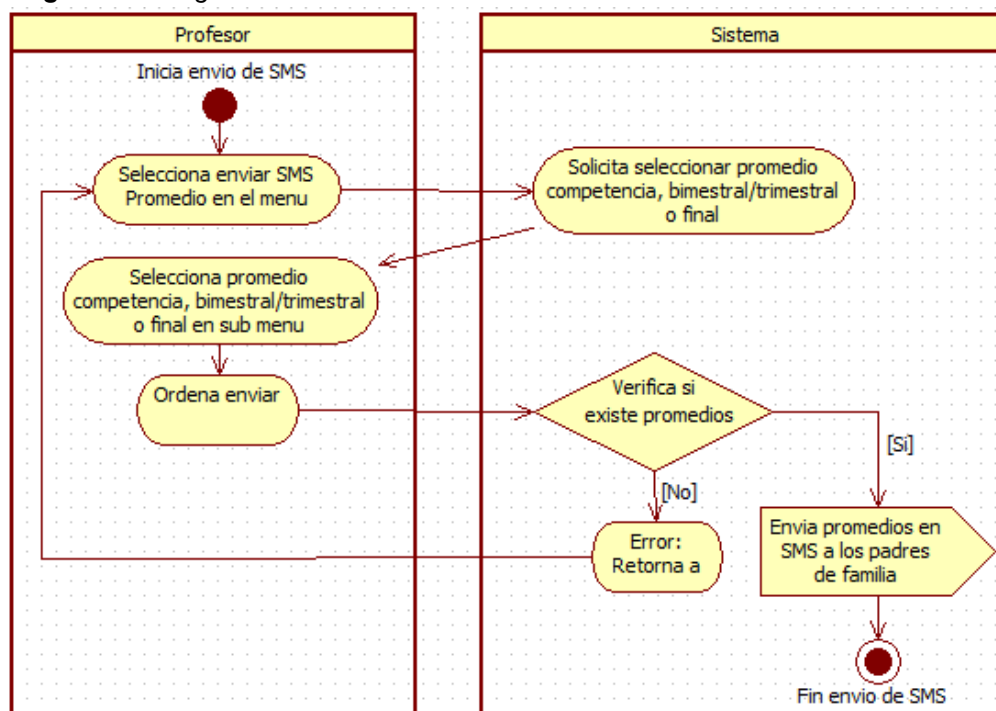 Profesor
Sistema
Inicia envio de SMS
Selecciona enviar SMS
Promedio en el menu
Solicita seleccionar promedio
competencia, bimestral/trimestral
o final
Selecciona promedio
competencia, bimestral/trimestral
o final en sub menu
Ordena enviar
Verifica si
existe promedios
[Si]
[No]
Error:
Retorna a
Envia promedios en
SMS a los padres
de familia
Fin envio de SMS